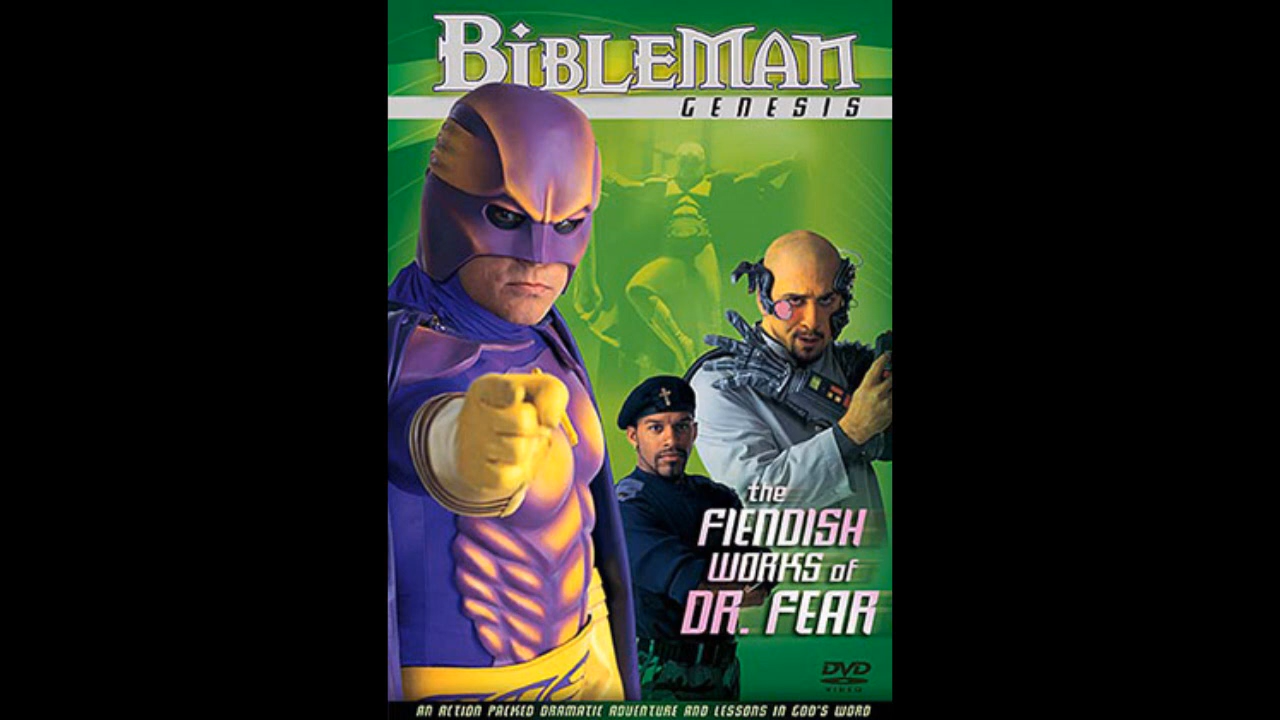 BIBLEMAN
GENESIS
the
FIENDISH
WORKS of
DR. FEAR
DVD
VIDEO
AN ACTION PACKED DRAMATIC ADVENTURE AND LESSONS IN GOD'S WORD